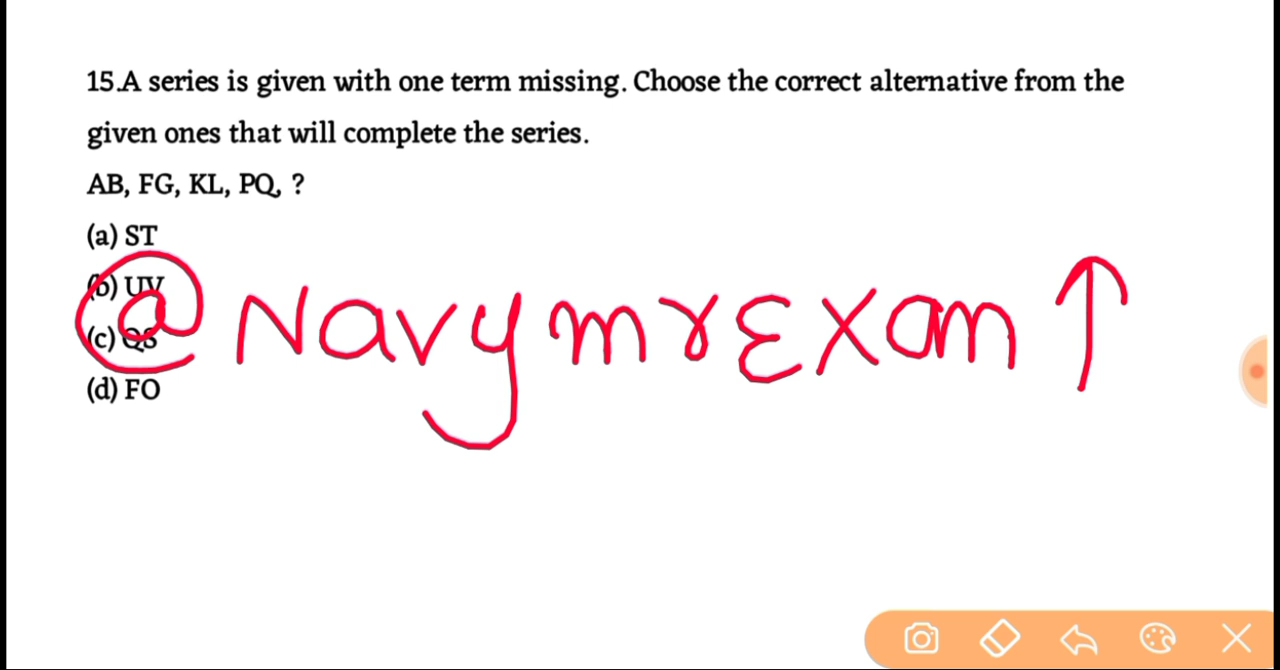 15.A series is given with one term missing. Choose the correct alternative from the
given ones that will complete the series.
AB, FG, KL, PQ, ?
(a) ST
(b) UV
(c) QS
(d) FO
@NavymrExam